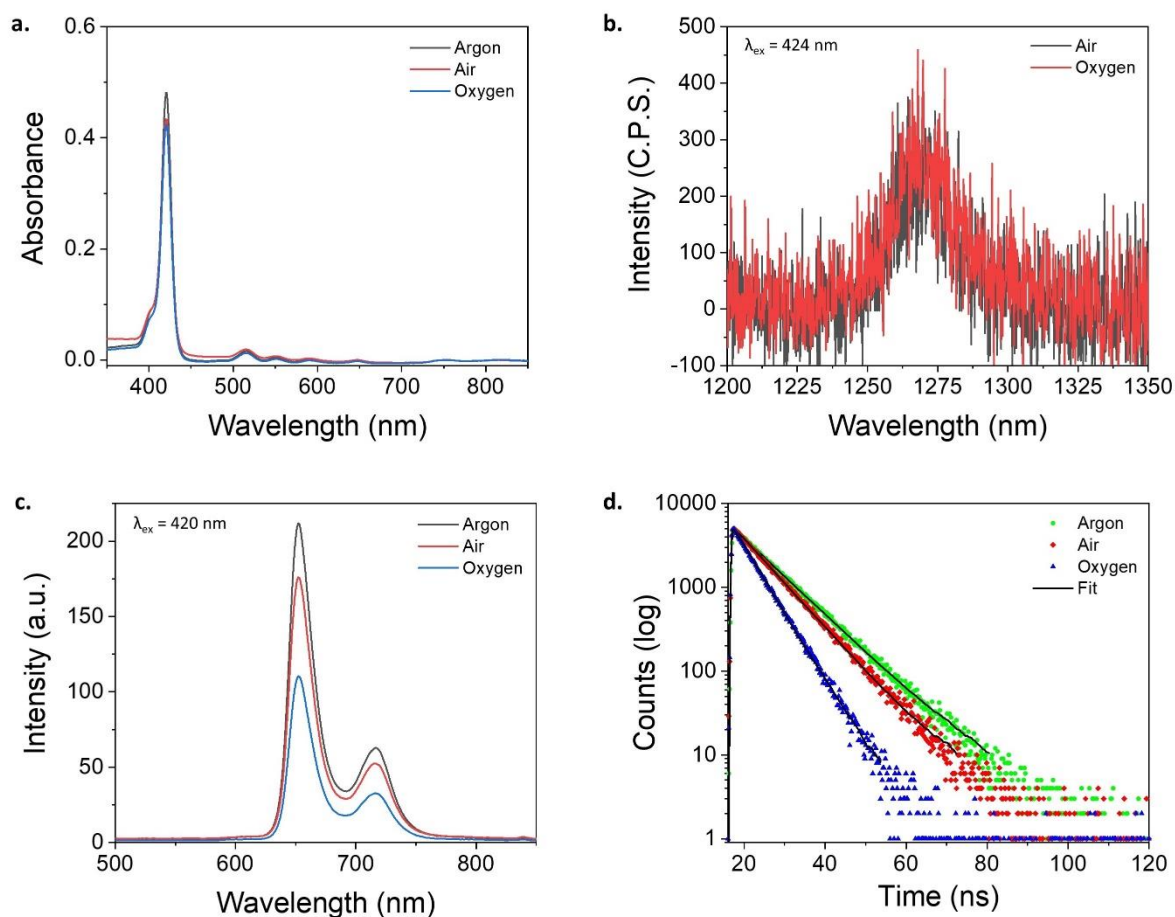 a.
0.6
0.4
0.2
0.0
Absorbance
Argon
Air
Oxygen
400 500 600 700 800
Wavelength (nm)
b.
500
400
300
200
100
0
-100
Intensity (C.P.S.)
λex = 424 nm
Air
Oxygen
1200 1225 1250 1275 1300 1325 1350
Wavelength (nm)
c.
200
150
100
50
0
Intensity (a.u.)
λex = 420 nm
Argon
Air
Oxygen
500 600 700 800
Wavelength (nm)
d.
10000
1000
100
10
1
Counts (log)
Argon
Air
Oxygen
Fit
20 40 60 80 100 120
Time (ns)